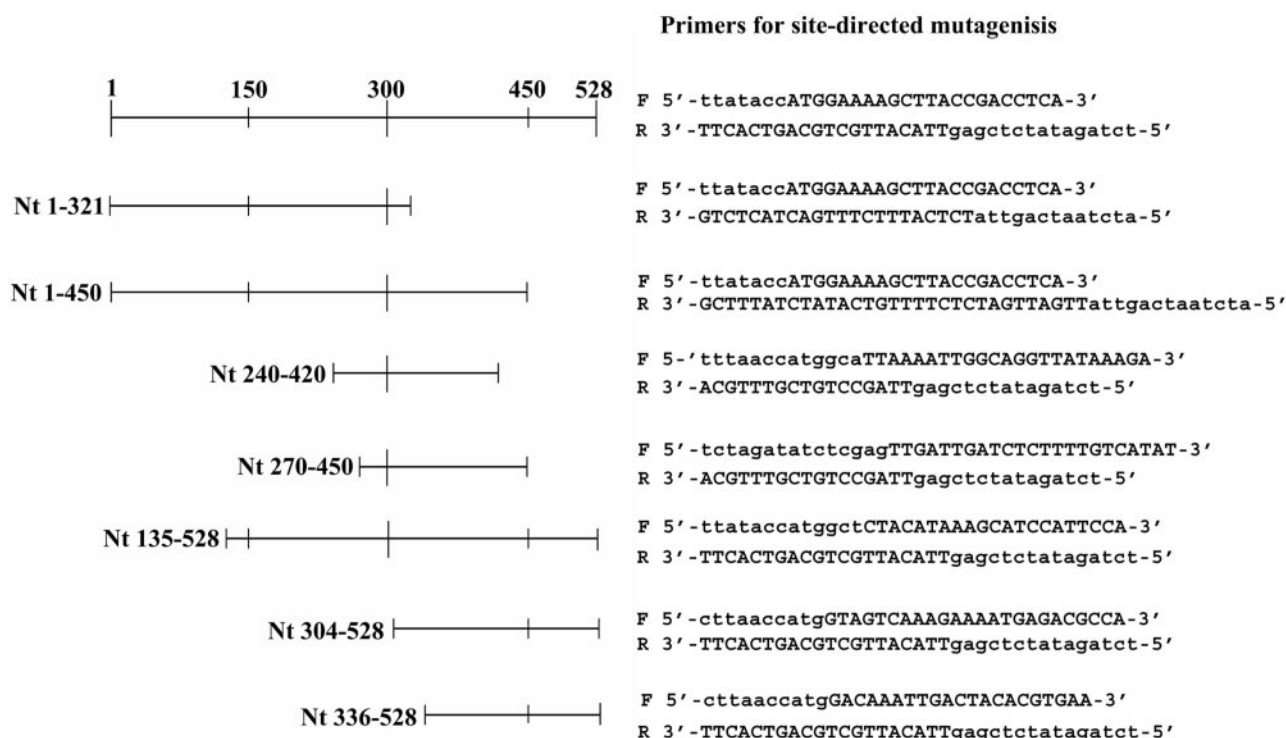 Primers for site-directed mutagenisis
1 150 300 450 528
F 5’-ttataccATGGAAAAGCTTACCGACCTCA-3’
R 3’-TTCACTGACGTCGTTACATTgagctctatagatct-5’
Nt 1-321
F 5’-ttataccATGGAAAAGCTTACCGACCTCA-3’
R 3’-GTCTCATCAGTTTCTTTACTCTattgactaatcta-5’
Nt 1-450
F 5’-ttataccATGGAAAAGCTTACCGACCTCA-3’
R 3’-GCTTTATCTATACTGTTTTCTCTAGTTAGTTattgactaatcta-5’
Nt 240-420
F 5-’tttaaccatggcaTTAAAATTGGCAGGTTATAAAGA-3’
R 3’-ACGTTTGCTGTCCGATTgagctctatagatct-5’
Nt 270-450
F 5’-tctagatatctcgagTTGATTGATCTCTTTTGTCATAT-3’
R 3’-ACGTTTGCTGTCCGATTgagctctatagatct-5’
Nt 135-528
F 5’-ttataccatggctCTACATAAAGCATCCATTCCA-3’
R 3’-TTCACTGACGTCGTTACATTgagctctatagatct-5’
Nt 304-528
F 5’-cttaaccatgGTAGTCAAAGAAAATGAGACGCCA-3’
R 3’-TTCACTGACGTCGTTACATTgagctctatagatct-5’
Nt 336-528
F 5’-cttaaccatgGACAAATTGACTACACGTGAA-3’
R 3’-TTCACTGACGTCGTTACATTgagctctatagatct-5’